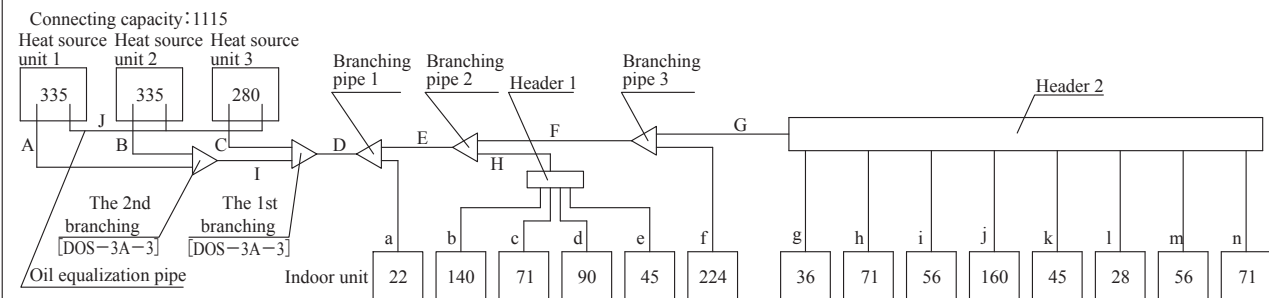 Connecting capacity：1115
Heat source
unit 1
Heat source
unit 2
Heat source
unit 3
335
335
280
J
A
B
C
I
D
E
F
G
H
Branching
pipe 1
Branching
pipe 2
Header 1
Branching
pipe 3
Header 2
The 2nd
branching
[DOS－3A－3]
The 1st
branching
[DOS－3A－3]
Oil equalization pipe
Indoor unit
a
b
c
d
e
f
g
h
i
j
k
l
m
n
22
140
71
90
45
224
36
71
56
160
45
28
56
71